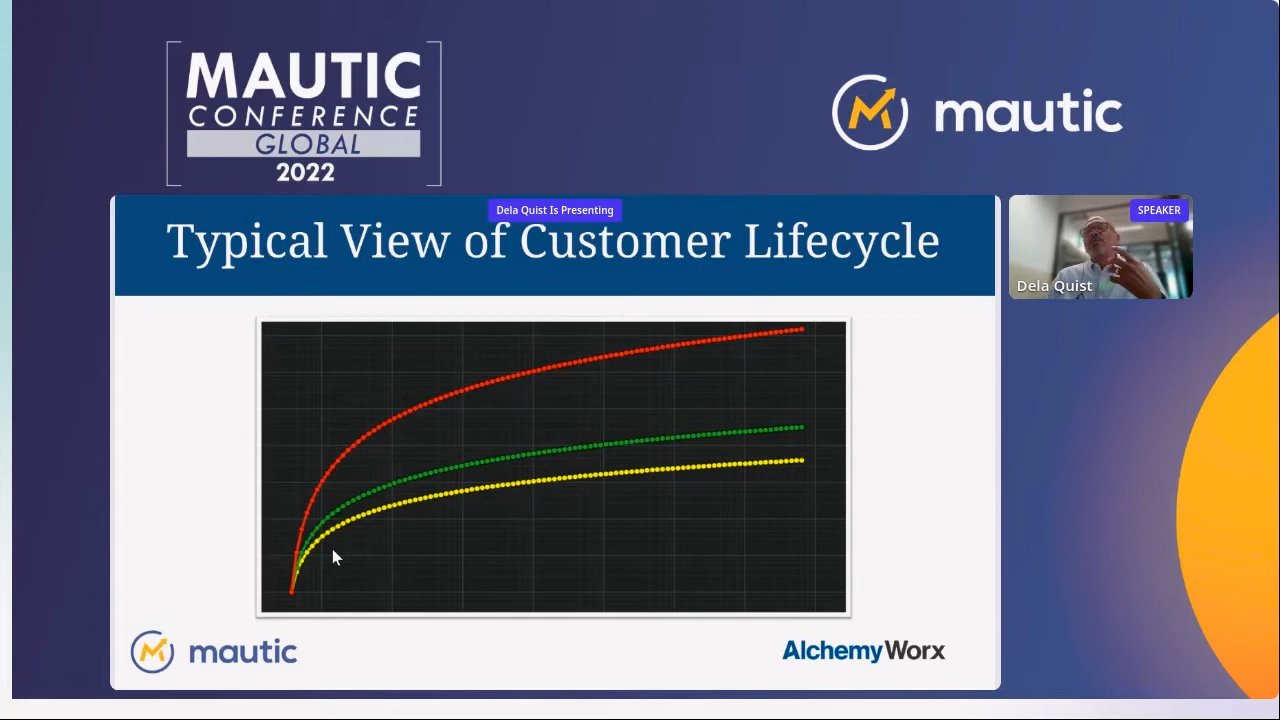 MAUTIC
CONFERENCE
GLOBAL
2022
mautic
Dela Quist Is Presenting
Typical View of Customer Lifecycle
SPEAKER
Dela Quist
mautic
AlchemyWorx